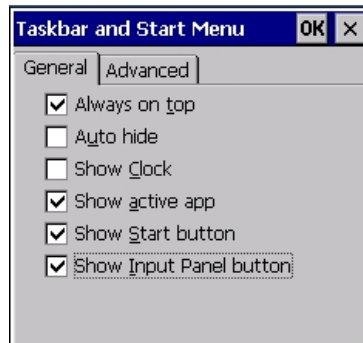 Taskbar and Start Menu OK ×
General Advanced
Always on top
Auto hide
Show Clock
Show active app
Show Start button
Show Input Panel button